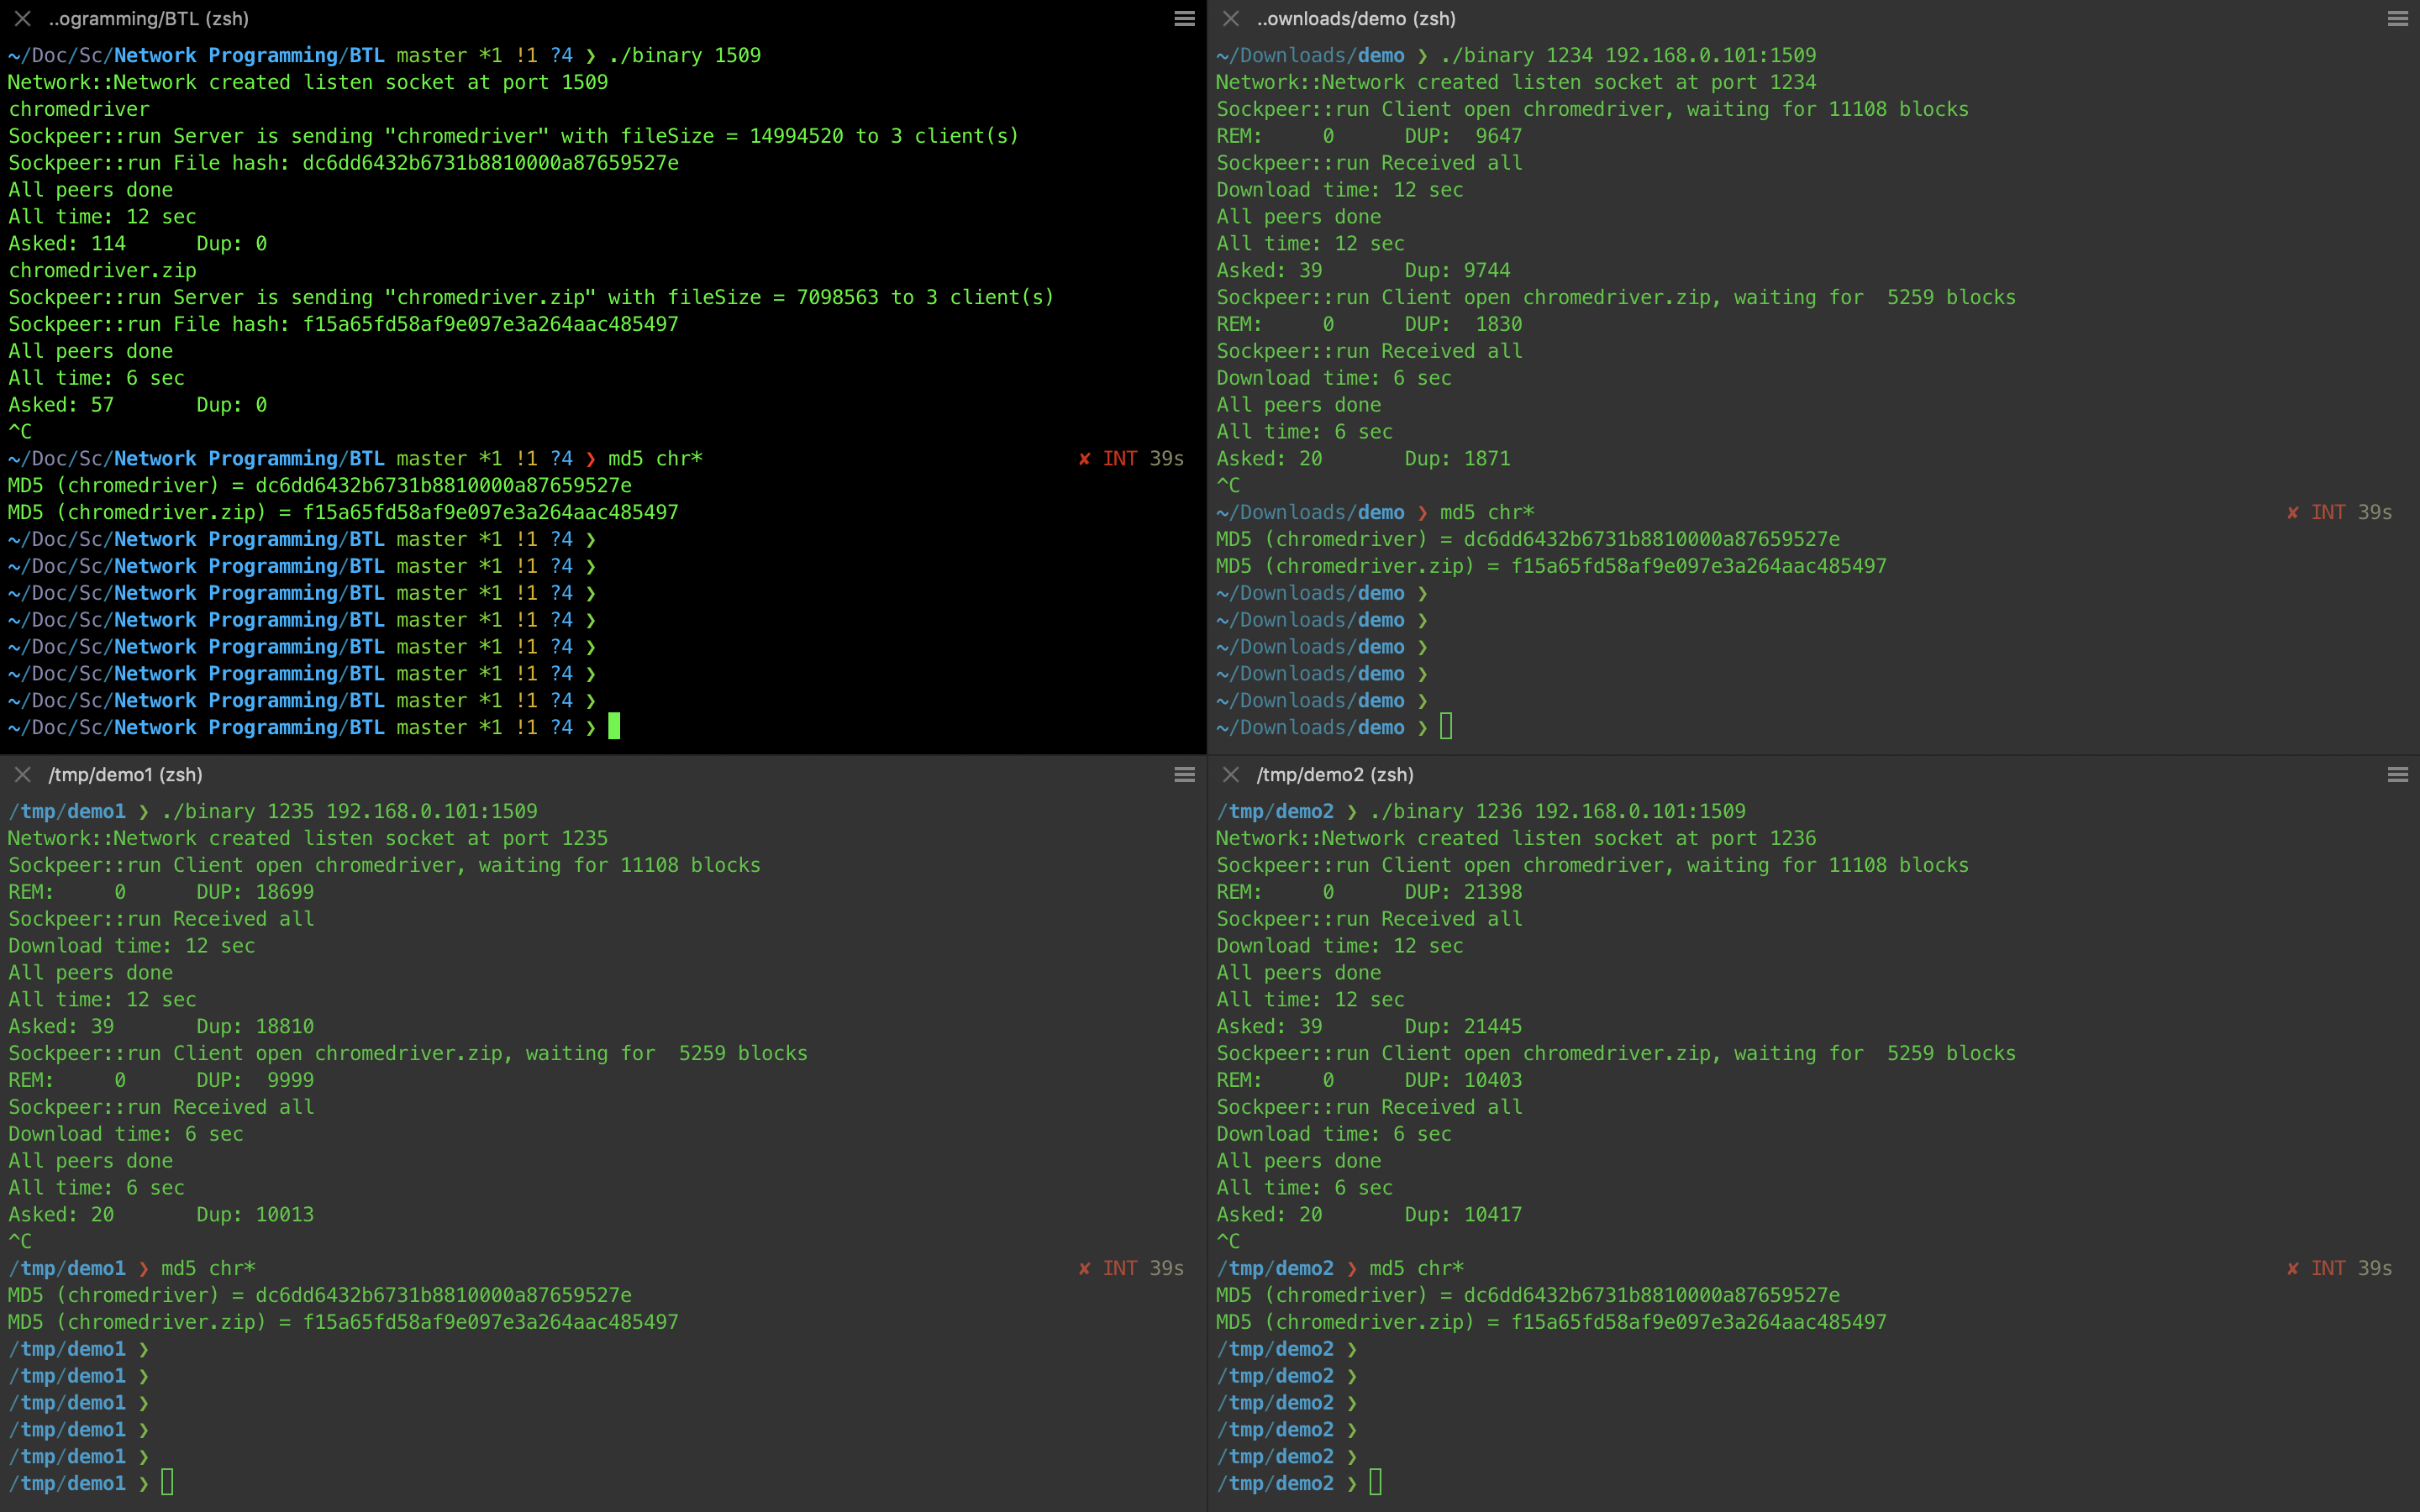 ..ogramming/BTL (zsh)
~/Doc/Sc/Network Programming/BTL master *1 !1 ?4 ❯ ./binary 1509
Network::Network created listen socket at port 1509
chromedriver
Sockpeer::run Server is sending "chromedriver" with fileSize = 14994520 to 3 client(s)
Sockpeer::run File hash: dc6dd6432b6731b8810000a87659527e
All peers done
All time: 12 sec
Asked: 114 Dup: 0
chromedriver.zip
Sockpeer::run Server is sending "chromedriver.zip" with fileSize = 7098563 to 3 client(s)
Sockpeer::run File hash: f15a65fd58af9e097e3a264aac485497
All peers done
All time: 6 sec
Asked: 57 Dup: 0
^C
~/Doc/Sc/Network Programming/BTL master *1 !1 ?4 ❯ md5 chr* ✘ INT 39s
MD5 (chromedriver) = dc6dd6432b6731b8810000a87659527e
MD5 (chromedriver.zip) = f15a65fd58af9e097e3a264aac485497
~/Doc/Sc/Network Programming/BTL master *1 !1 ?4 ❯
~/Doc/Sc/Network Programming/BTL master *1 !1 ?4 ❯
~/Doc/Sc/Network Programming/BTL master *1 !1 ?4 ❯
~/Doc/Sc/Network Programming/BTL master *1 !1 ?4 ❯
~/Doc/Sc/Network Programming/BTL master *1 !1 ?4 ❯
~/Doc/Sc/Network Programming/BTL master *1 !1 ?4 ❯
~/Doc/Sc/Network Programming/BTL master *1 !1 ?4 ❯
~/Doc/Sc/Network Programming/BTL master *1 !1 ?4 ❯
..ownloads/demo (zsh)
~/Downloads/demo ❯ ./binary 1234 192.168.0.101:1509
Network::Network created listen socket at port 1234
Sockpeer::run Client open chromedriver, waiting for 11108 blocks
REM: 0 DUP: 9647
Sockpeer::run Received all
Download time: 12 sec
All peers done
All time: 12 sec
Asked: 39 Dup: 9744
Sockpeer::run Client open chromedriver.zip, waiting for 5259 blocks
REM: 0 DUP: 1830
Sockpeer::run Received all
Download time: 6 sec
All peers done
All time: 6 sec
Asked: 20 Dup: 1871
^C
~/Downloads/demo ❯ md5 chr* ✘ INT 39s
MD5 (chromedriver) = dc6dd6432b6731b8810000a87659527e
MD5 (chromedriver.zip) = f15a65fd58af9e097e3a264aac485497
~/Downloads/demo ❯
~/Downloads/demo ❯
~/Downloads/demo ❯
~/Downloads/demo ❯
~/Downloads/demo ❯
~/Downloads/demo ❯
/tmp/demo1 (zsh)
/tmp/demo1 ❯ ./binary 1235 192.168.0.101:1509
Network::Network created listen socket at port 1235
Sockpeer::run Client open chromedriver, waiting for 11108 blocks
REM: 0 DUP: 18699
Sockpeer::run Received all
Download time: 12 sec
All peers done
All time: 12 sec
Asked: 39 Dup: 18810
Sockpeer::run Client open chromedriver.zip, waiting for 5259 blocks
REM: 0 DUP: 9999
Sockpeer::run Received all
Download time: 6 sec
All peers done
All time: 6 sec
Asked: 20 Dup: 10013
^C
/tmp/demo1 ❯ md5 chr* ✘ INT 39s
MD5 (chromedriver) = dc6dd6432b6731b8810000a87659527e
MD5 (chromedriver.zip) = f15a65fd58af9e097e3a264aac485497
/tmp/demo1 ❯
/tmp/demo1 ❯
/tmp/demo1 ❯
/tmp/demo1 ❯
/tmp/demo1 ❯
/tmp/demo1 ❯
/tmp/demo2 (zsh)
/tmp/demo2 ❯ ./binary 1236 192.168.0.101:1509
Network::Network created listen socket at port 1236
Sockpeer::run Client open chromedriver, waiting for 11108 blocks
REM: 0 DUP: 21398
Sockpeer::run Received all
Download time: 12 sec
All peers done
All time: 12 sec
Asked: 39 Dup: 21445
Sockpeer::run Client open chromedriver.zip, waiting for 5259 blocks
REM: 0 DUP: 10403
Sockpeer::run Received all
Download time: 6 sec
All peers done
All time: 6 sec
Asked: 20 Dup: 10417
^C
/tmp/demo2 ❯ md5 chr* ✘ INT 39s
MD5 (chromedriver) = dc6dd6432b6731b8810000a87659527e
MD5 (chromedriver.zip) = f15a65fd58af9e097e3a264aac485497
/tmp/demo2 ❯
/tmp/demo2 ❯
/tmp/demo2 ❯
/tmp/demo2 ❯
/tmp/demo2 ❯
/tmp/demo2 ❯